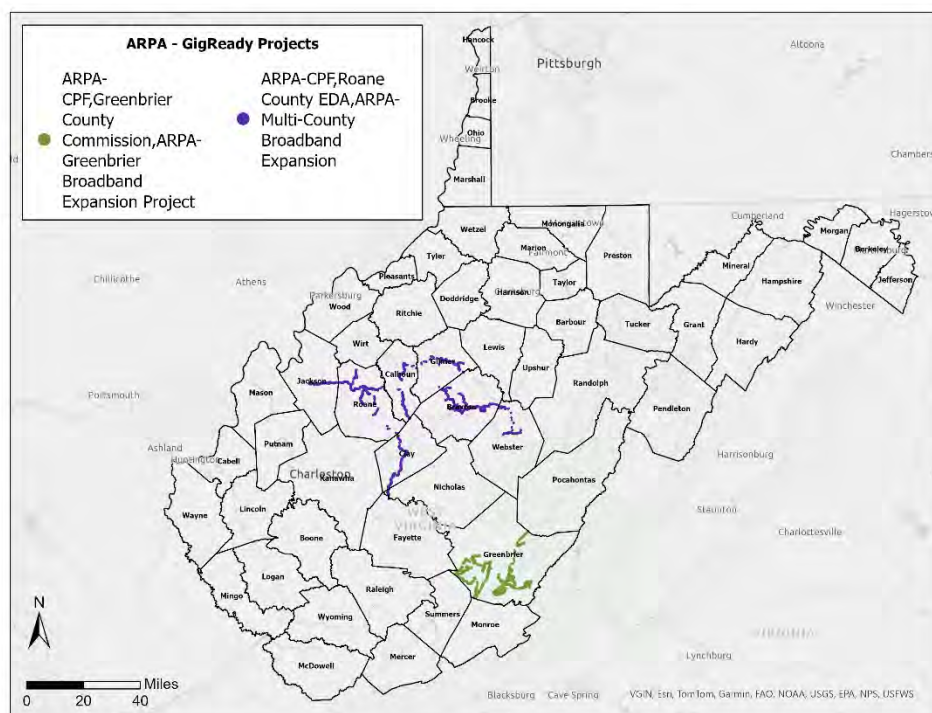 ARPA - GigReady Projects
ARPA-
CPF,Greenbrier
County
Commission,ARPA-
Greenbrier
Broadband
Expansion Project
ARPA-CPF,Roane
County EDA,ARPA-
Multi-County
Broadband
Expansion
Hancock
Weirton
Pittsburgh
Altoona
Brooke
Ohio
Wheeling
Marshall
Chambers
Wetzel
Monongalia
Marion
Fairmont
Preston
Cumberland
Hagerstow
Morgan
Berkeley
Jefferson
Mineral
Hampshire
Winchester
Chillicothe
Athens
Tyler
Pleasants
Parkersburg
Wood
Ritchie
Doddridge
Harrison
Taylor
Barbour
Tucker
Grant
Hardy
Wirt
Lewis
Upshur
Randolph
Pendleton
Gilmer
Calhoun
Jackson
Roane
Braxton
Mason
Portsmouth
Webster
Harrisonburg
Putnam
Clay
Ashland
Huntington
Cabell
Charleston
Kanawha
Nicholas
Pocahontas
Staunton
Charlottesville
Wayne
Lincoln
WEST
VIRGINIA
Boone
Fayette
Greenbrier
Logan
Raleigh
Mingo
Wyoming
Summers
Monroe
VIRGINIA
McDowell
Mercer
Lynchburg
N
Miles
0 20 40
Blacksburg
Cave Spring
VGIN, Esri, TomTom, Garmin, FAO, NOAA, USGS, EPA, NPS, USFWS